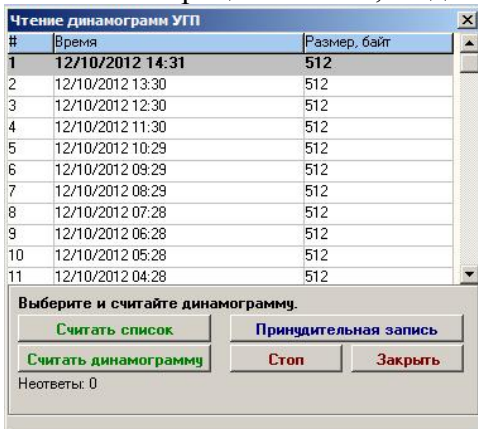 Чтение динамограмм УГП
# Время Размер, байт
1 12/10/2012 14:31 512
2 12/10/2012 13:30 512
3 12/10/2012 12:30 512
4 12/10/2012 11:30 512
5 12/10/2012 10:29 512
6 12/10/2012 09:29 512
7 12/10/2012 08:29 512
8 12/10/2012 07:28 512
9 12/10/2012 06:28 512
10 12/10/2012 05:28 512
11 12/10/2012 04:28 512
Выберите и считайте динамограмму.
Считать список Принудительная запись
Считать динамограмму Стоп Закрыть
Неответы: 0